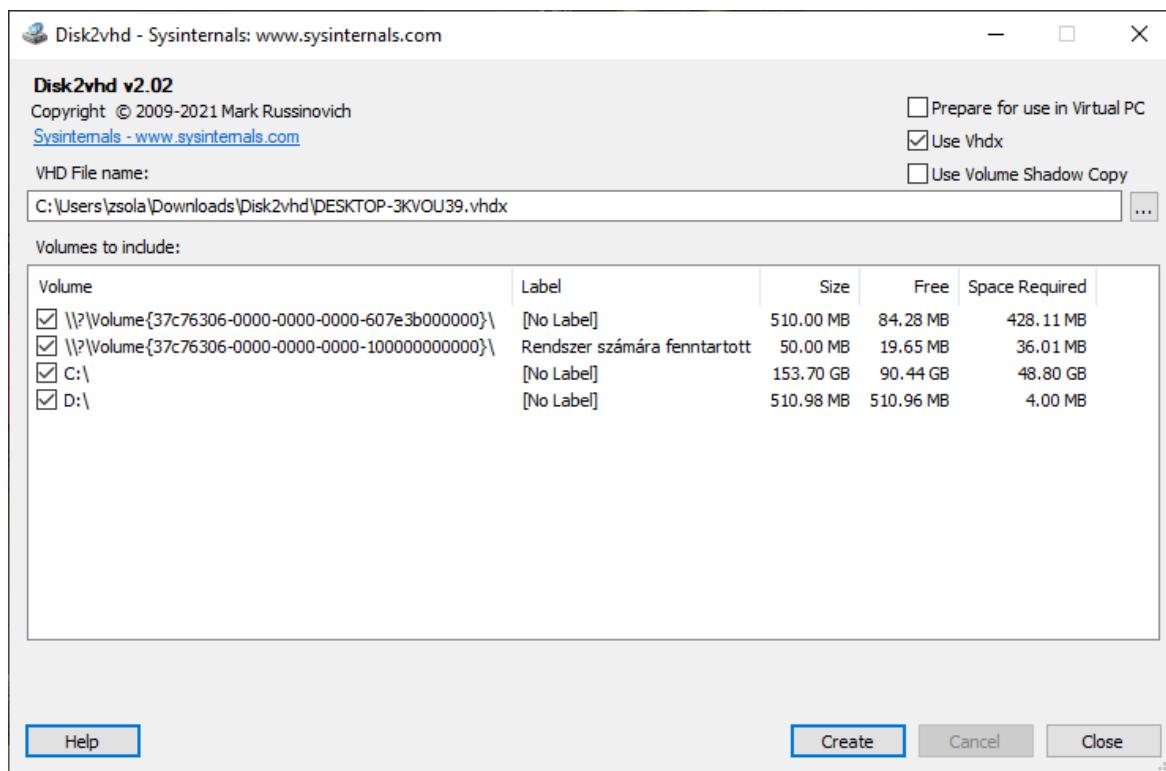 Disk2vhd - Sysinternals: www.sysinternals.com
Disk2vhd v2.02
Copyright © 2009-2021 Mark Russinovich
Sysinternals - www.sysinternals.com
Prepare for use in Virtual PC
Use Vhdx
Use Volume Shadow Copy
VHD File name:
C:\Users\zsola\Downloads\Disk2vhd\DESKTOP-3KVOU39.vhdx
...
Volumes to include:
Volume Label Size Free Space Required
\\?\Volume{37c76306-0000-0000-0000-607e3b000000}\ [No Label] 510.00 MB 84.28 MB 428.11 MB
\\?\Volume{37c76306-0000-0000-0000-100000000000}\ Rendszer számára fenntartott 50.00 MB 19.65 MB 36.01 MB
C:\ [No Label] 153.70 GB 90.44 GB 48.80 GB
D:\ [No Label] 510.98 MB 510.96 MB 4.00 MB
Help Create Cancel Close